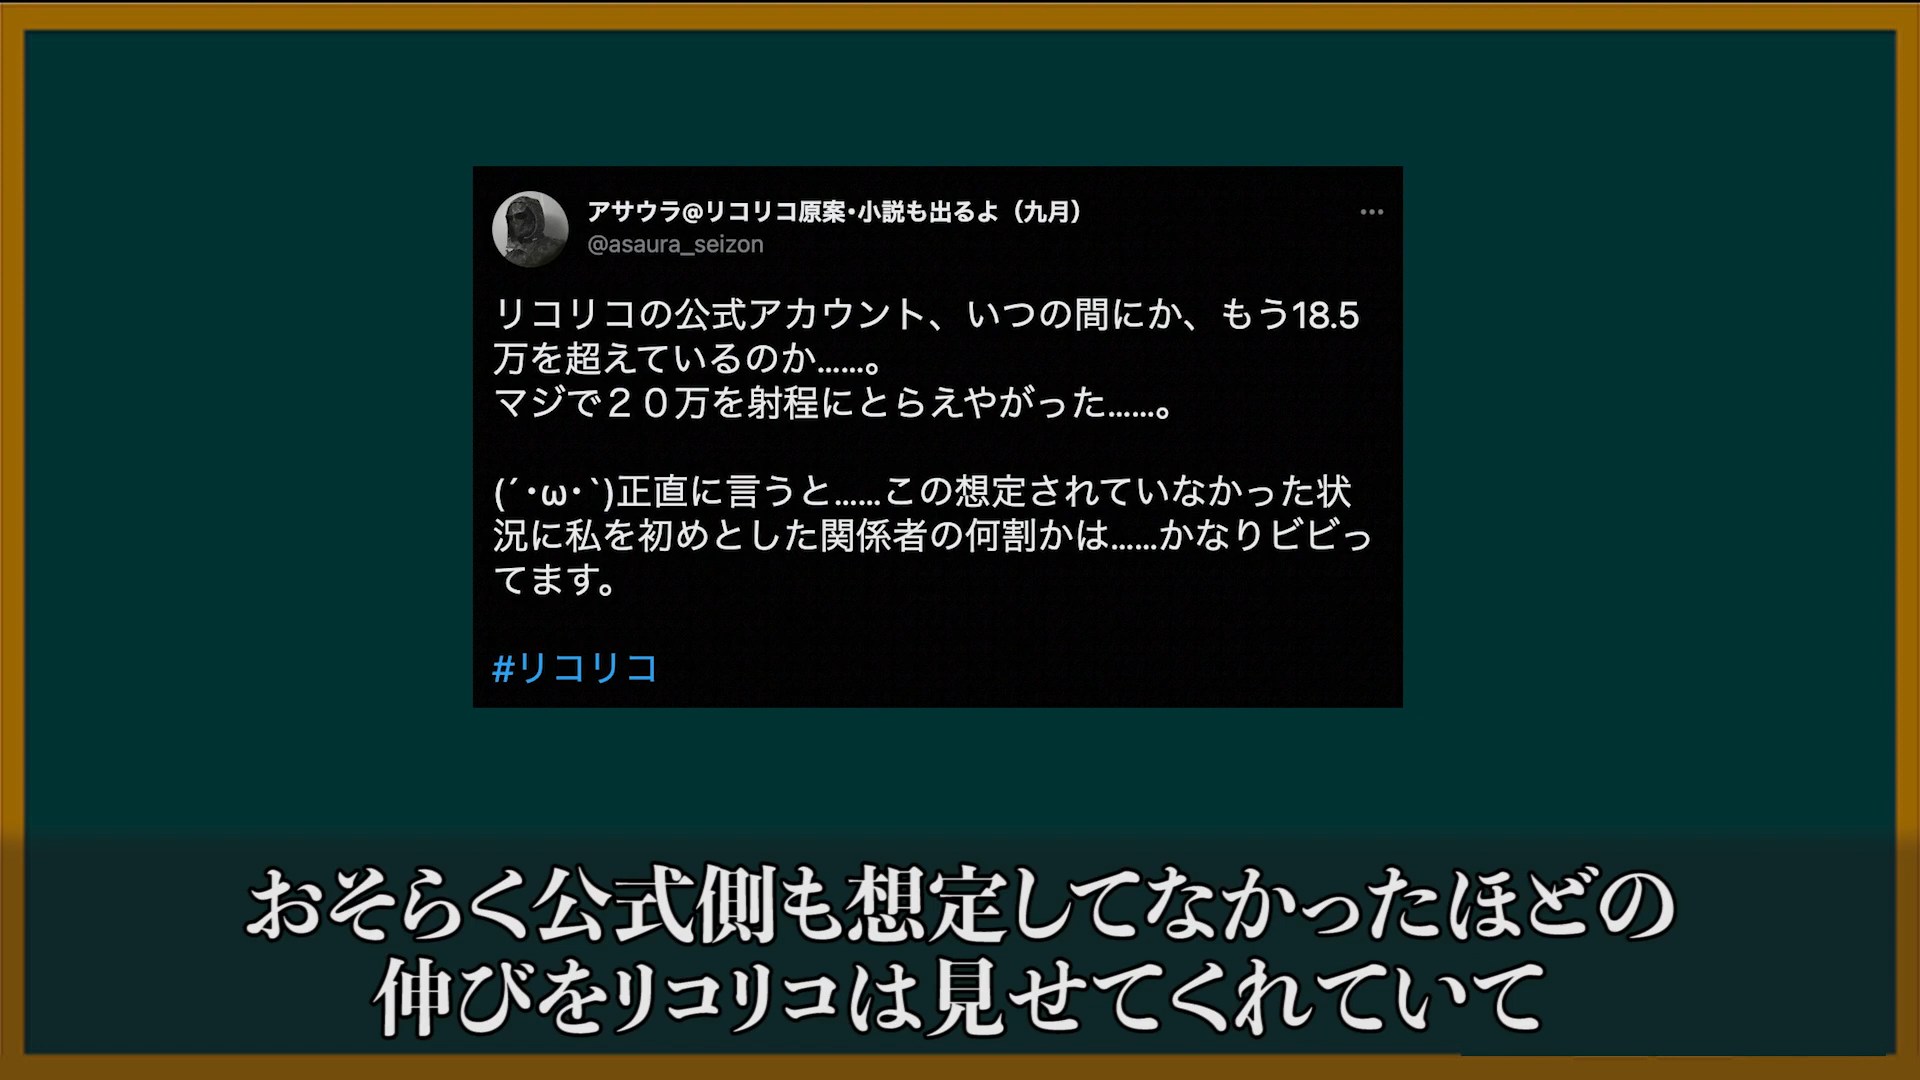 アサウラ@リコリコ原案･小説も出るよ（九月）
@asaura_seizon
リコリコの公式アカウント、いつの間にか、もう18.5
万を超えているのか……。
マジで２０万を射程にとらえやがった……。
(´･ω･`)正直に言うと……この想定されていなかった状
況に私を初めとした関係者の何割かは……かなりビビっ
てます。
#リコリコ
おそらく公式側も想定してなかったほどの
伸びをリコリコは見せてくれていて